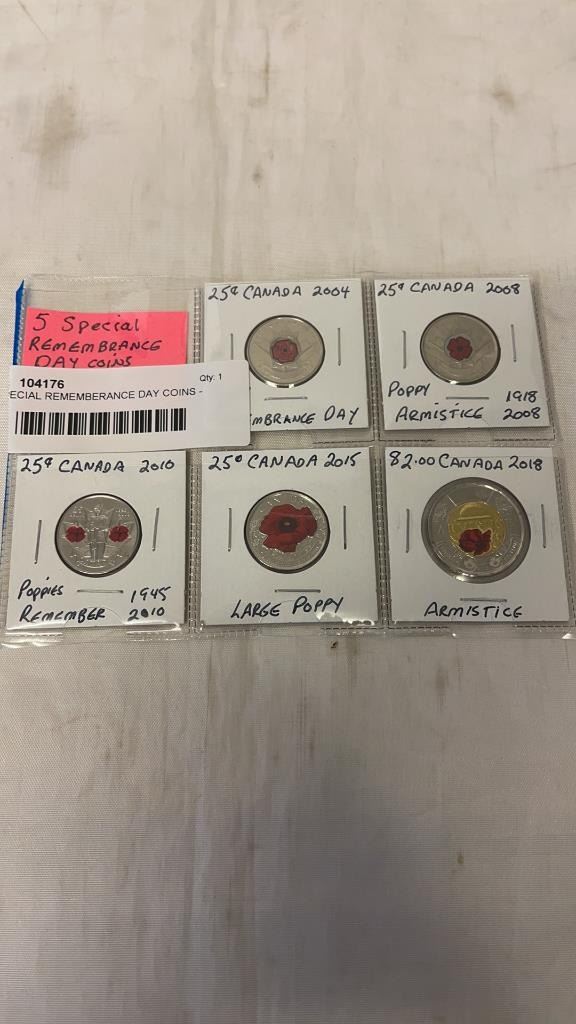 5 Special
REMEMBRANCE
DAY COINS
104176
Qty: 1
ECIAL REMEMBERANCE DAY COINS -
25¢ CANADA 2004
MBRANCE DAY
25¢ CANADA 2008
POPPY 1918
ARMISTICE 2008
25¢ CANADA 2010
Poppies 1945
REMEMBER 2010
25¢ CANADA 2015
LARGE POPPY
$2.00 CANADA 2018
ARMISTICE